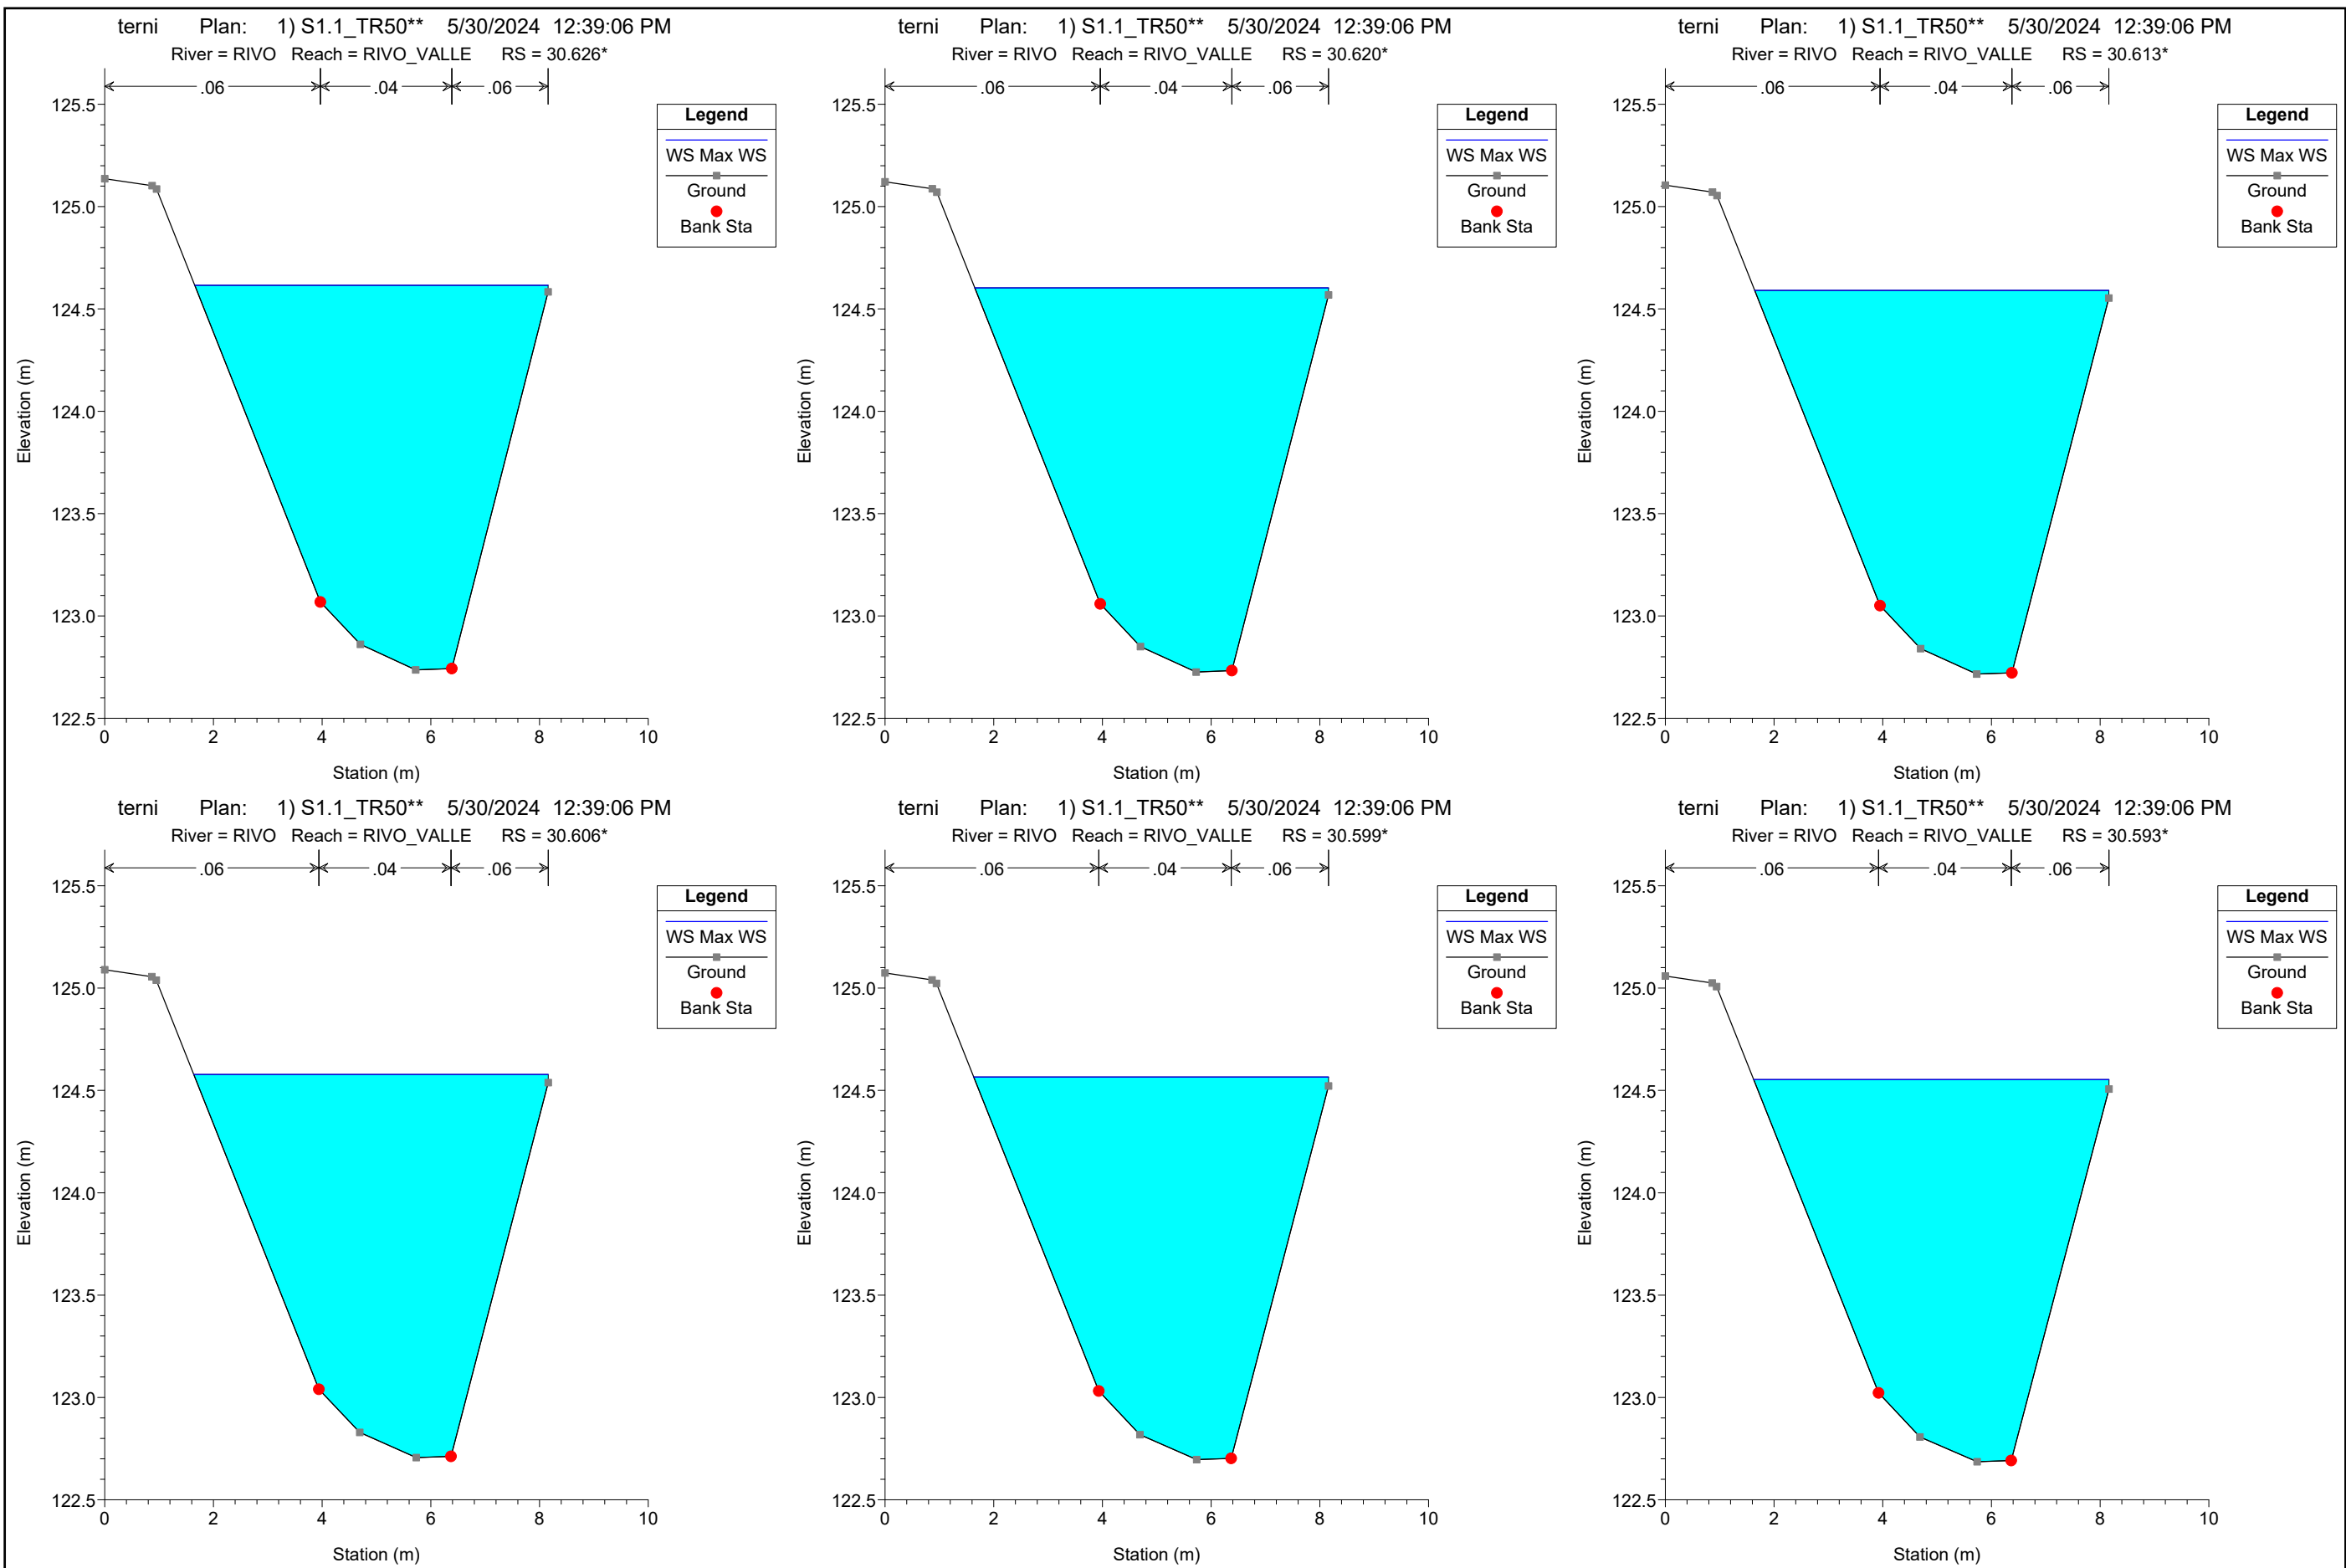 terni Plan: 1) S1.1_TR50** 5/30/2024 12:39:06 PM
River = RIVO Reach = RIVO_VALLE RS = 30.626*
.06 .04 .06
Legend
WS Max WS
Ground
Bank Sta
125.5
125.0
124.5
124.0
123.5
123.0
122.5
Elevation (m)
0 2 4 6 8 10
Station (m)
terni Plan: 1) S1.1_TR50** 5/30/2024 12:39:06 PM
River = RIVO Reach = RIVO_VALLE RS = 30.620*
.06 .04 .06
Legend
WS Max WS
Ground
Bank Sta
125.5
125.0
124.5
124.0
123.5
123.0
122.5
Elevation (m)
0 2 4 6 8 10
Station (m)
terni Plan: 1) S1.1_TR50** 5/30/2024 12:39:06 PM
River = RIVO Reach = RIVO_VALLE RS = 30.613*
.06 .04 .06
Legend
WS Max WS
Ground
Bank Sta
125.5
125.0
124.5
124.0
123.5
123.0
122.5
Elevation (m)
0 2 4 6 8 10
Station (m)
terni Plan: 1) S1.1_TR50** 5/30/2024 12:39:06 PM
River = RIVO Reach = RIVO_VALLE RS = 30.606*
.06 .04 .06
Legend
WS Max WS
Ground
Bank Sta
125.5
125.0
124.5
124.0
123.5
123.0
122.5
Elevation (m)
0 2 4 6 8 10
Station (m)
terni Plan: 1) S1.1_TR50** 5/30/2024 12:39:06 PM
River = RIVO Reach = RIVO_VALLE RS = 30.599*
.06 .04 .06
Legend
WS Max WS
Ground
Bank Sta
125.5
125.0
124.5
124.0
123.5
123.0
122.5
Elevation (m)
0 2 4 6 8 10
Station (m)
terni Plan: 1) S1.1_TR50** 5/30/2024 12:39:06 PM
River = RIVO Reach = RIVO_VALLE RS = 30.593*
.06 .04 .06
Legend
WS Max WS
Ground
Bank Sta
125.5
125.0
124.5
124.0
123.5
123.0
122.5
Elevation (m)
0 2 4 6 8 10
Station (m)